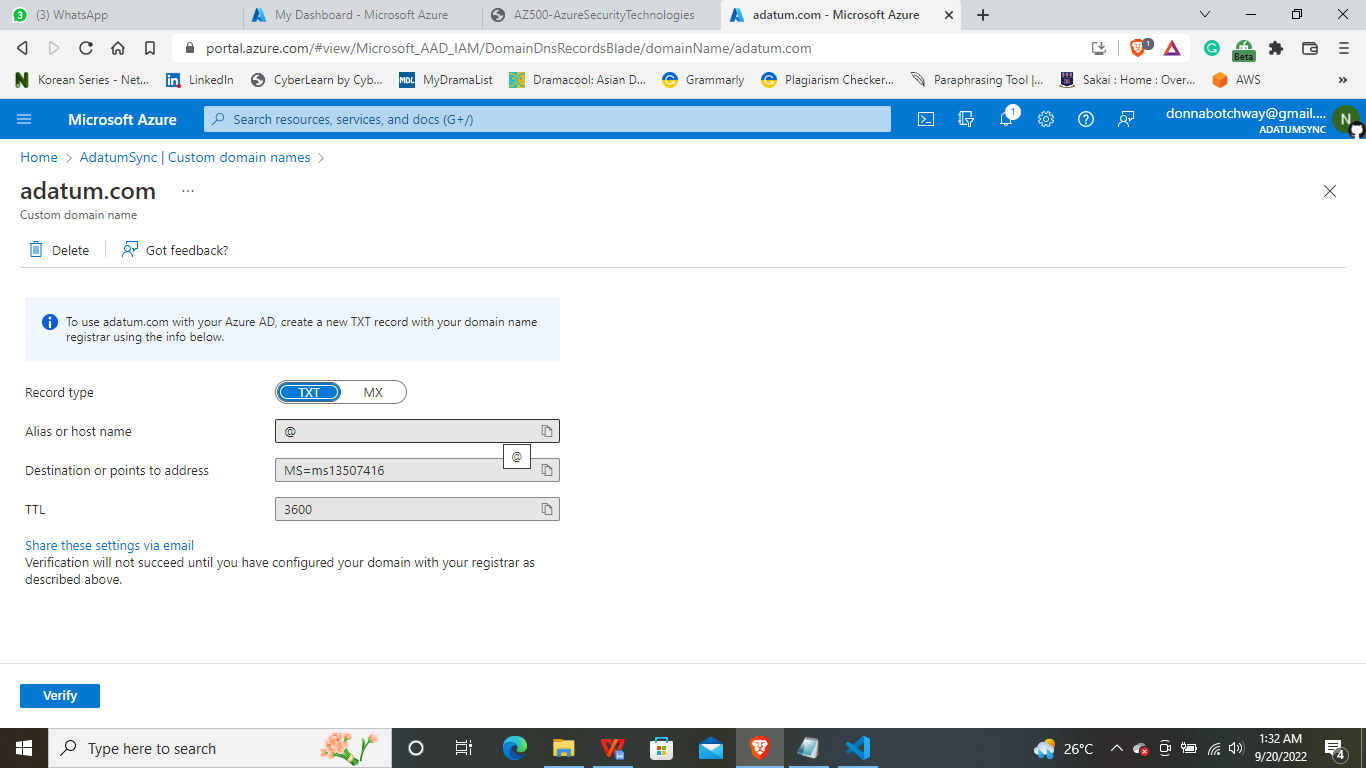 (3) WhatsApp
My Dashboard - Microsoft Azure
AZ500-AzureSecurityTechnologies
adatum.com - Microsoft Azure
portal.azure.com/#view/Microsoft_AAD_IAM/DomainDnsRecordsBlade/domainName/adatum.com
1
Beta
Korean Series - Net...
LinkedIn
CyberLearn by Cyb...
MDL MyDramaList
Dramacool: Asian D...
Grammarly
Plagiarism Checker...
Paraphrasing Tool |...
Sakai : Home : Over...
AWS
»
Microsoft Azure
Search resources, services, and docs (G+/)
1
donnabotchway@gmail....
ADATUMSYNC
N
Home > AdatumSync | Custom domain names >
adatum.com ...
Custom domain name
Delete
Got feedback?
To use adatum.com with your Azure AD, create a new TXT record with your domain name
registrar using the info below.
Record type TXT MX
Alias or host name @
@
Destination or points to address MS=ms13507416
TTL 3600
Share these settings via email
Verification will not succeed until you have configured your domain with your registrar as
described above.
Verify
Type here to search
26°C
1:32 AM
9/20/2022
4